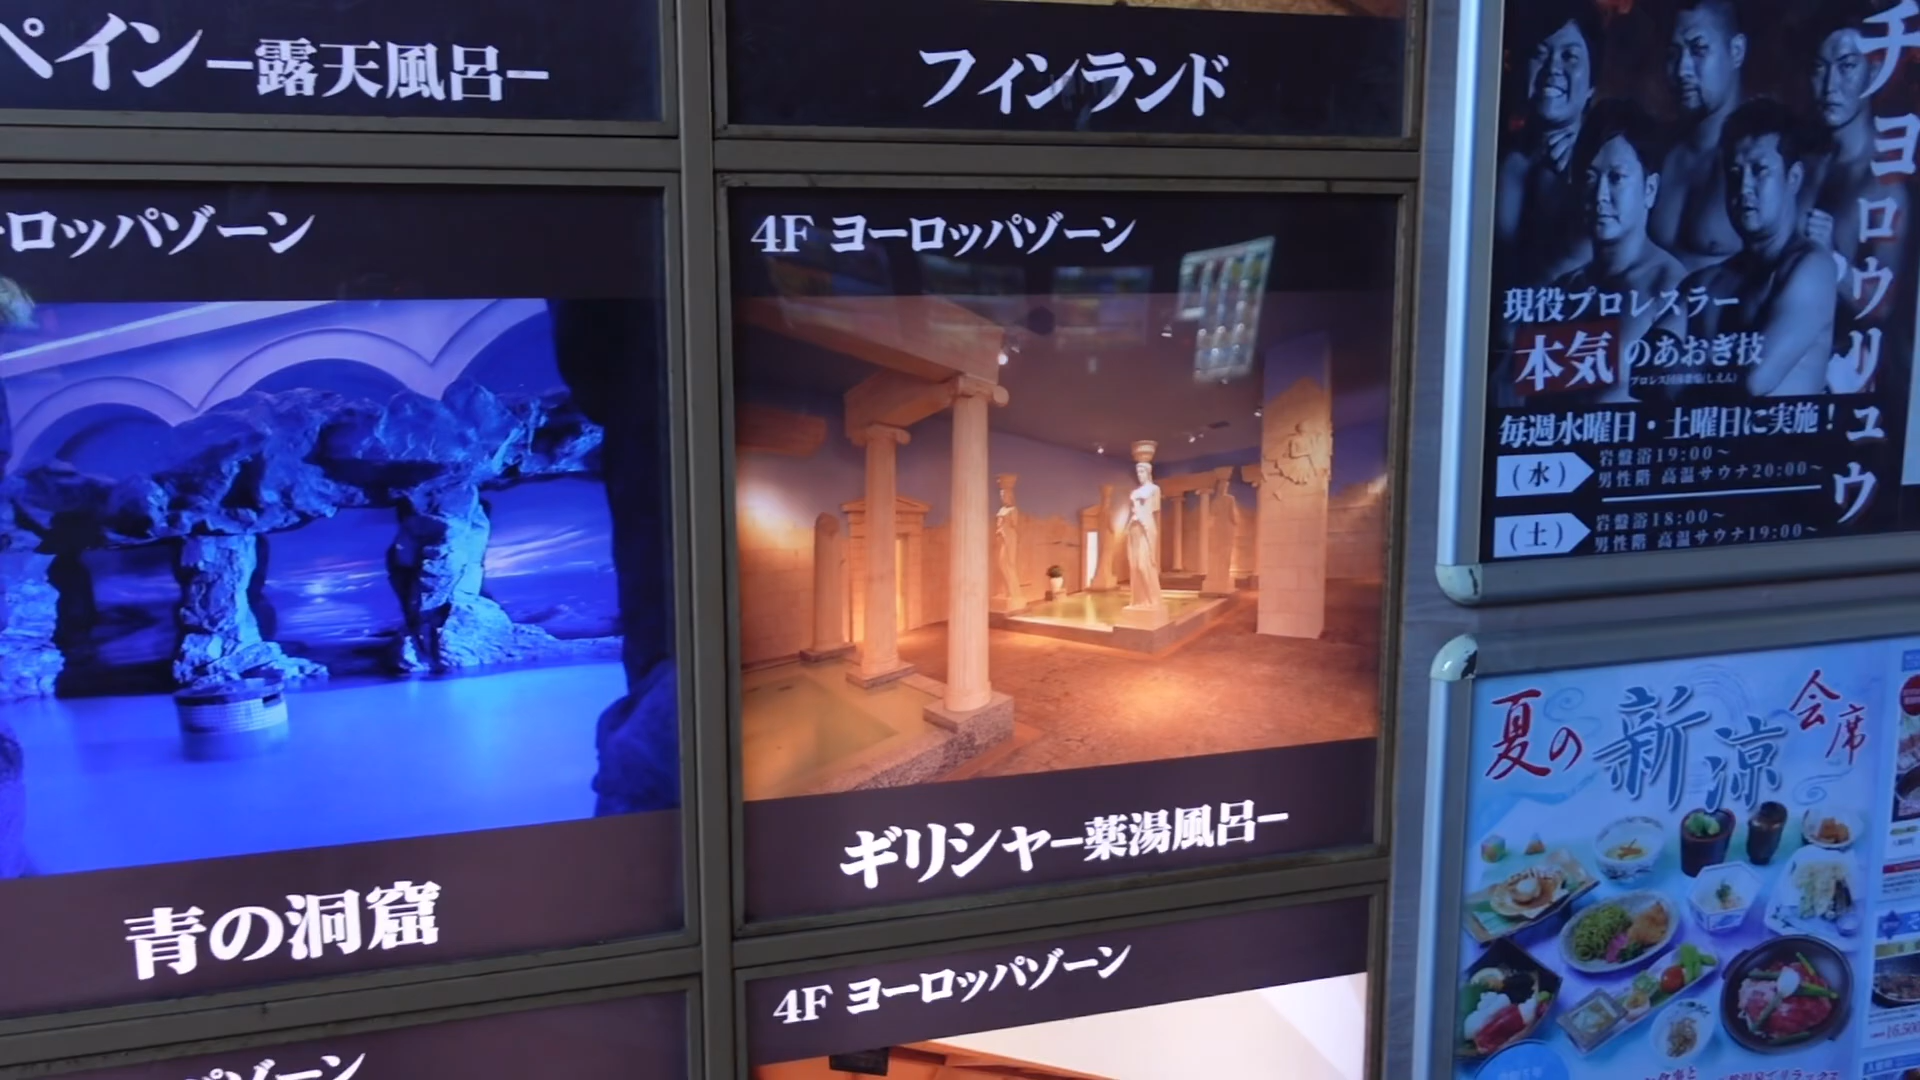 ペイン─露天風呂─
フィンランド
ーロッパゾーン
青の洞窟
4F ヨーロッパゾーン
ギリシャ─薬湯風呂─
4F ヨーロッパゾーン
ゾーン
チョロウリュウ
現役プロレスラー
本気のあおぎ技
毎週水曜日・土曜日に実施！
(水)
岩盤浴19:00～
男性階 高温サウナ20:00～
(土)
岩盤浴18:00～
男性階 高温サウナ19:00～
夏の新涼会席